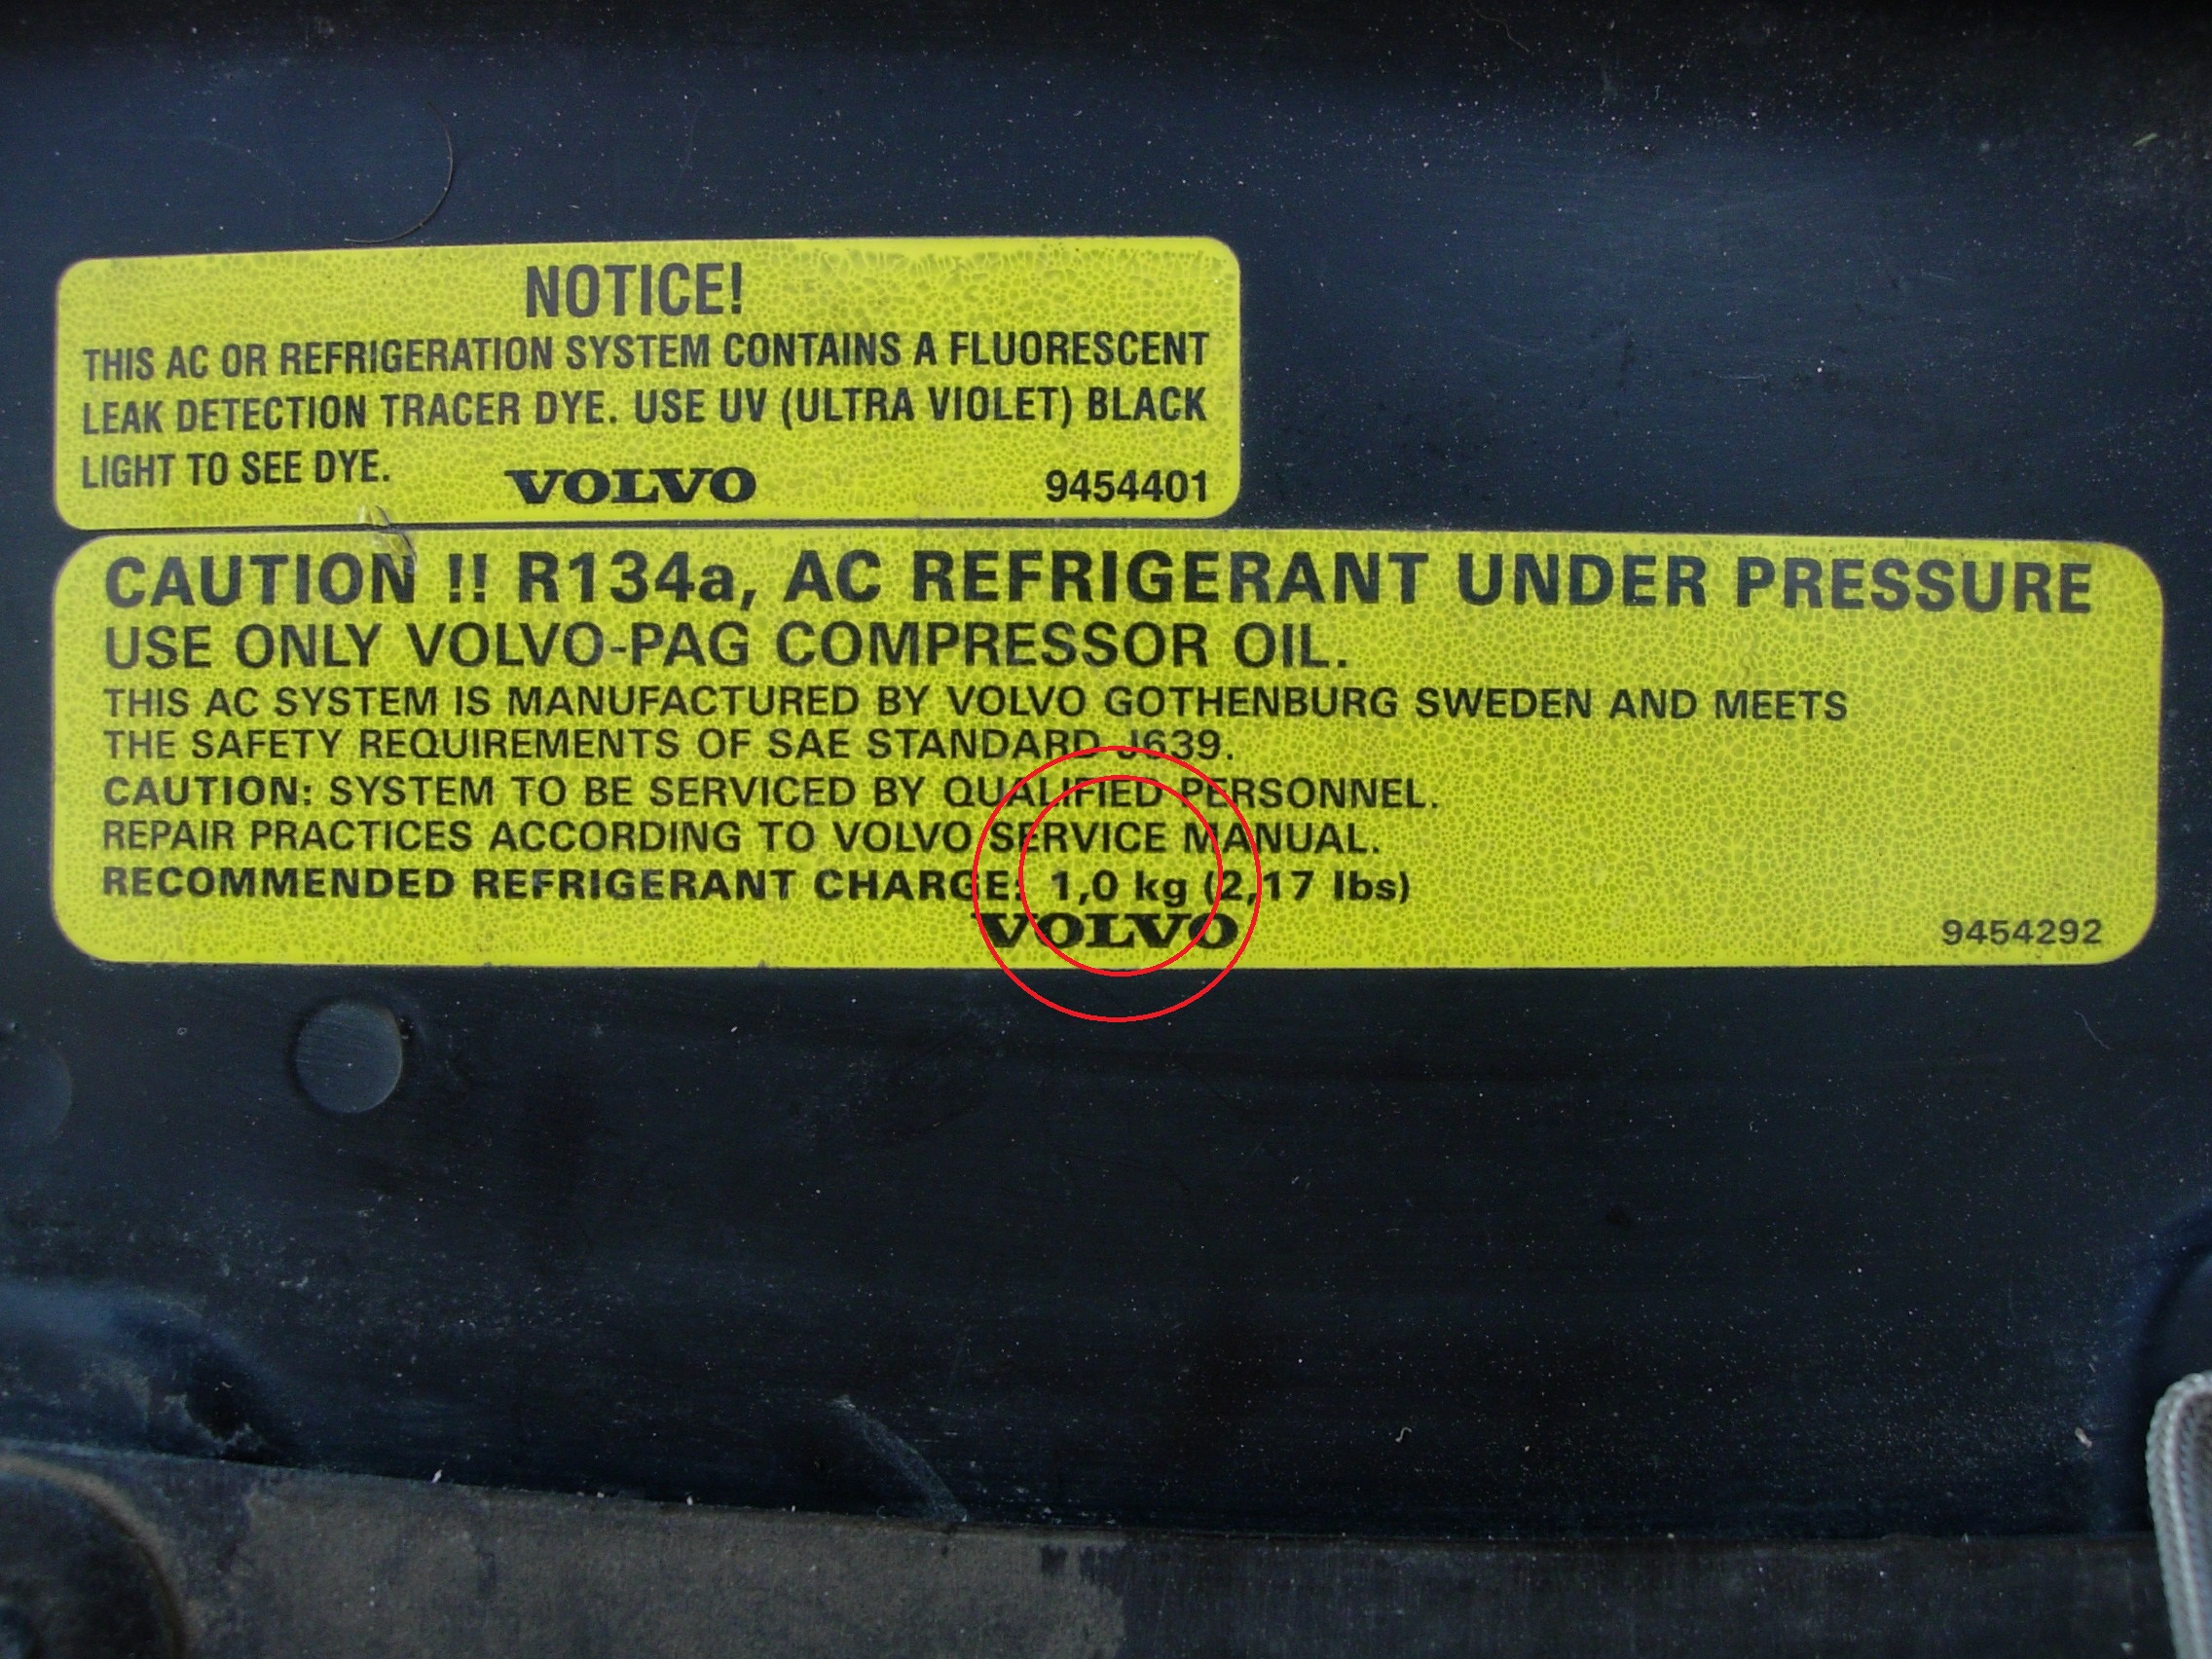 NOTICE!
THIS AC OR REFRIGERATION SYSTEM CONTAINS A FLUORESCENT
LEAK DETECTION TRACER DYE. USE UV (ULTRA VIOLET) BLACK
LIGHT TO SEE DYE.
VOLVO 9454401
CAUTION !! R134a, AC REFRIGERANT UNDER PRESSURE
USE ONLY VOLVO-PAG COMPRESSOR OIL.
THIS AC SYSTEM IS MANUFACTURED BY VOLVO GOTHENBURG SWEDEN AND MEETS
THE SAFETY REQUIREMENTS OF SAE STANDARD J639.
CAUTION: SYSTEM TO BE SERVICED BY QUALIFIED PERSONNEL.
REPAIR PRACTICES ACCORDING TO VOLVO SERVICE MANUAL.
RECOMMENDED REFRIGERANT CHARGE: 1,0 kg (2,17 lbs)
VOLVO 9454292